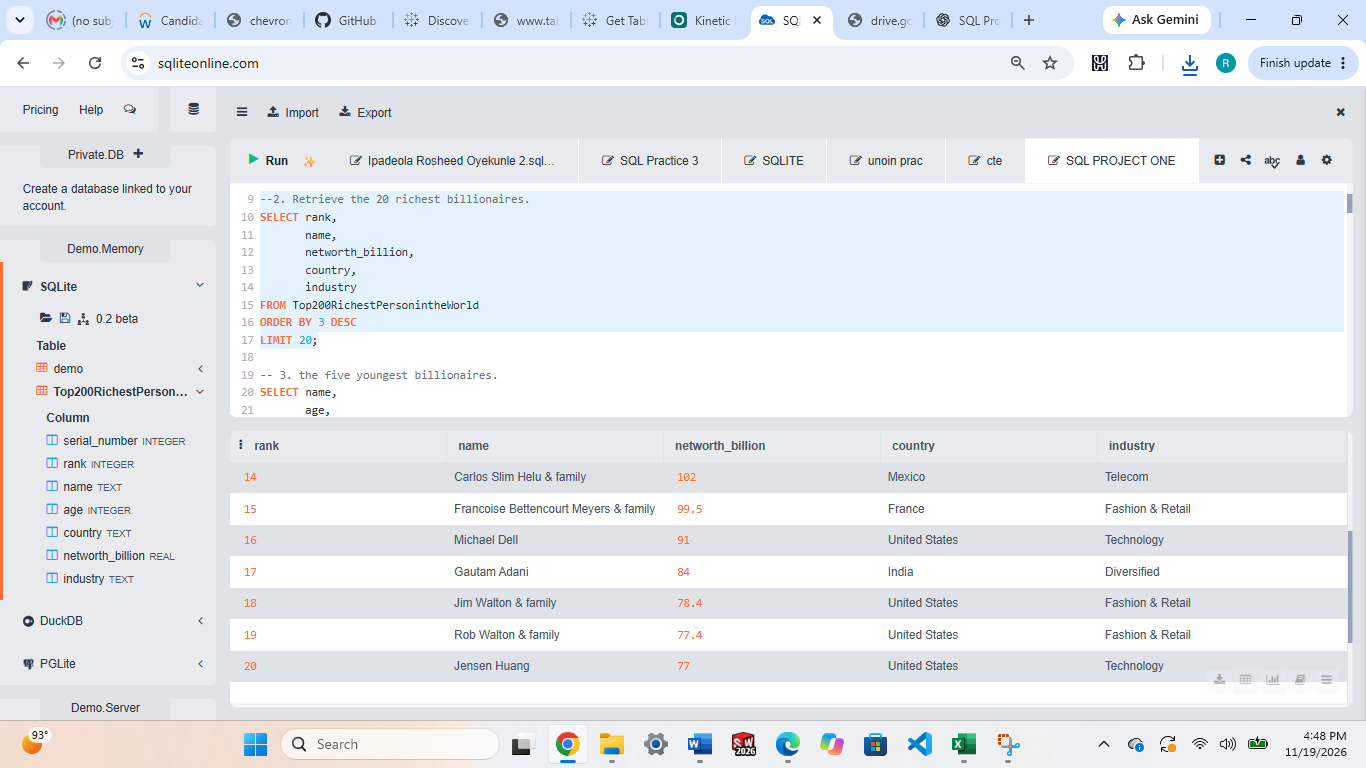 (no subj
Candida
chevron
GitHub
Discove
www.tab
Get Tabl
Kinetic
SQL
drive.go
SQL Pro
Ask Gemini
sqliteonline.com
R
Finish update
Pricing
Help
Import
Export
Private.DB
Create a database linked to your
account.
Demo.Memory
SQLite
0.2 beta
Table
demo
Top200RichestPerson...
Column
serial_number INTEGER
rank INTEGER
name TEXT
age INTEGER
country TEXT
networth_billion REAL
industry TEXT
DuckDB
PGLite
Demo.Server
Run
Ipadeola Rosheed Oyekunle 2.sql...
SQL Practice 3
SQLITE
unoin prac
cte
SQL PROJECT ONE
abc
9 --2. Retrieve the 20 richest billionaires.
10 SELECT rank,
11 name,
12 networth_billion,
13 country,
14 industry
15 FROM Top200RichestPersonintheWorld
16 ORDER BY 3 DESC
17 LIMIT 20;
18
19 -- 3. the five youngest billionaires.
20 SELECT name,
21 age,
rank name networth_billion country industry
14 Carlos Slim Helu & family 102 Mexico Telecom
15 Francoise Bettencourt Meyers & family 99.5 France Fashion & Retail
16 Michael Dell 91 United States Technology
17 Gautam Adani 84 India Diversified
18 Jim Walton & family 78.4 United States Fashion & Retail
19 Rob Walton & family 77.4 United States Fashion & Retail
20 Jensen Huang 77 United States Technology
93°
Search
2026
4:48 PM
11/19/2026